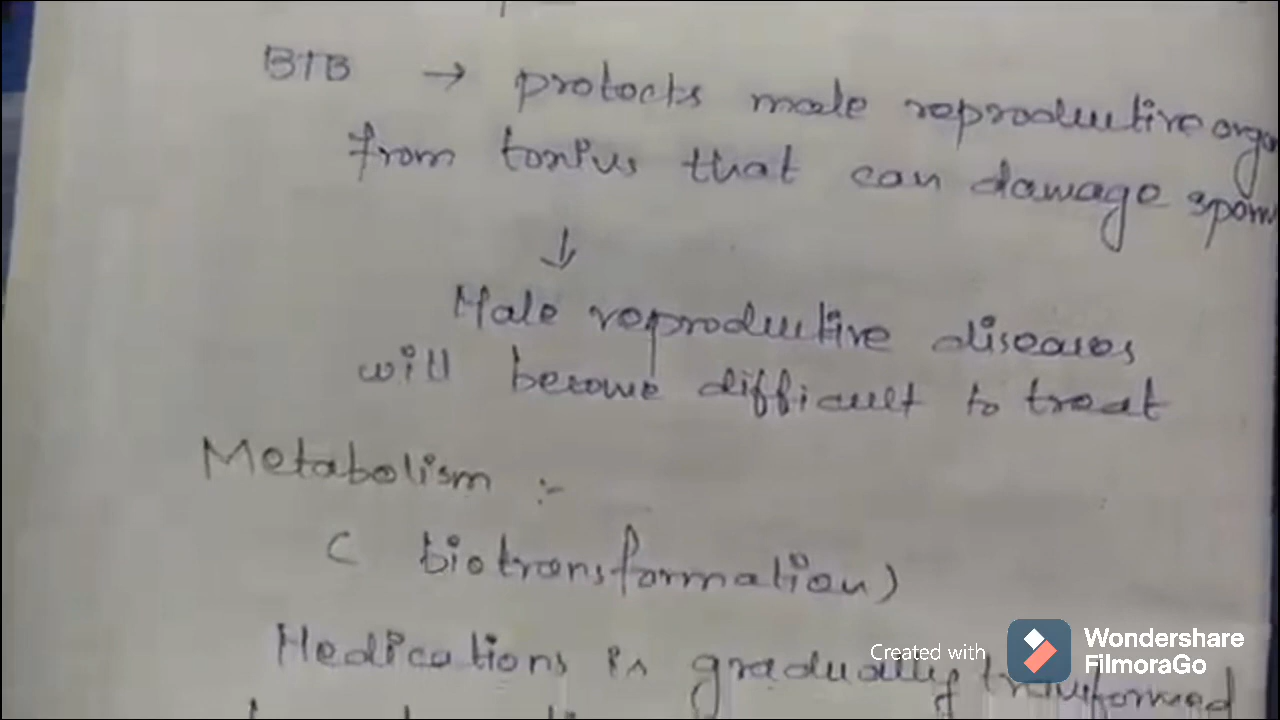 BTB → protects male reproductive orga
from toxins that can damage sperm
↓
Male reproductive diseases
will become difficult to treat
Metabolism :-
( biotransformation)
Medications is gradually transformed
Created with Wondershare FilmoraGo